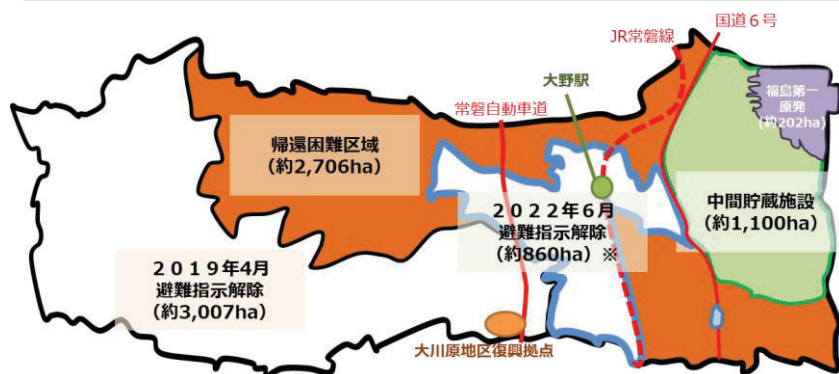 国道６号
JR常磐線
大野駅
福島第一
原発
(約202ha)
常磐自動車道
帰還困難区域
（約2,706ha）
中間貯蔵施設
（約1,100ha）
２０２２年６月
避難指示解除
（約860ha）※
２０１９年4月
避難指示解除
（約3,007ha）
大川原地区復興拠点